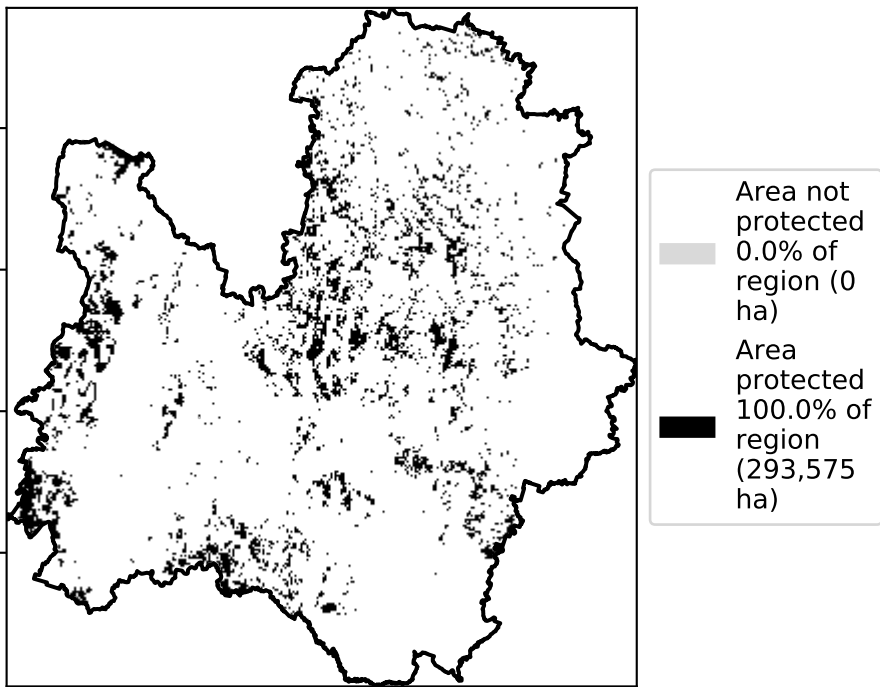 Area not
protected
0.0% of
region (0
ha)
Area
protected
100.0% of
region
(293,575
ha)